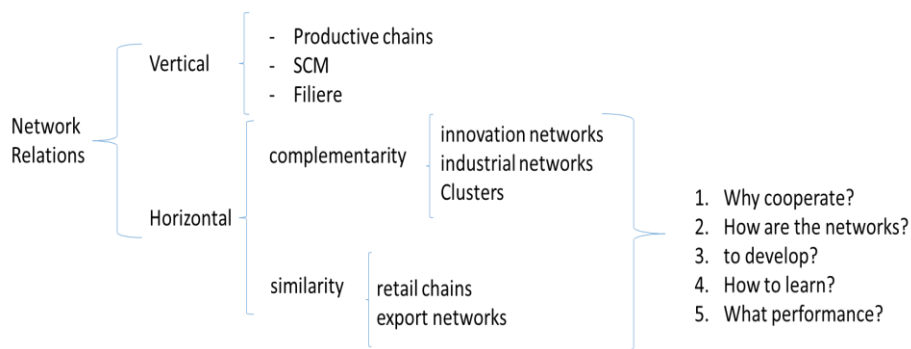 Network
Relations
Vertical
- Productive chains
- SCM
- Filiere
Horizontal
complementarity
innovation networks
industrial networks
Clusters
similarity
retail chains
export networks
1. Why cooperate?
2. How are the networks?
3. to develop?
4. How to learn?
5. What performance?